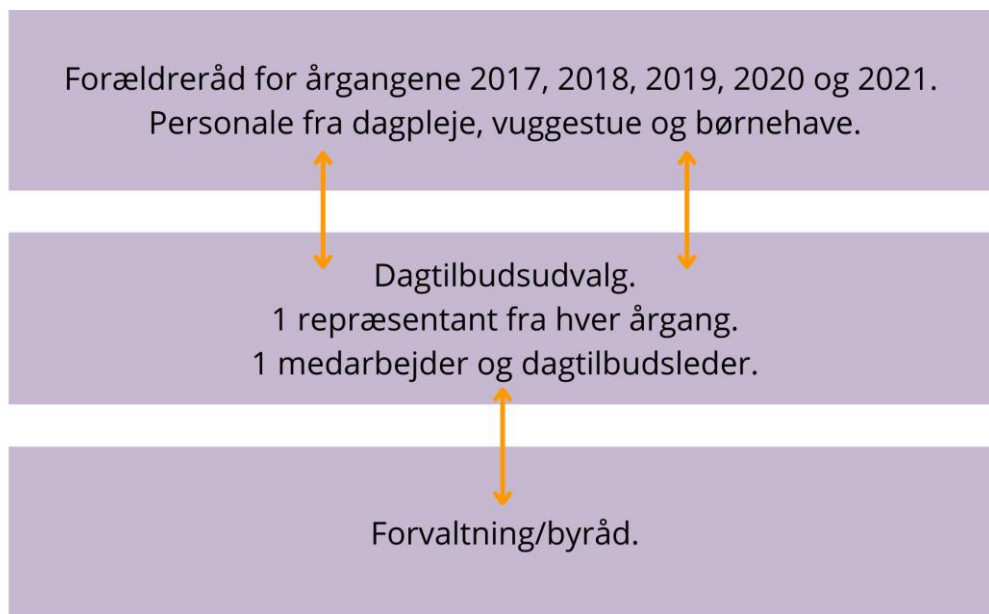 Forældreråd for årgangene 2017, 2018, 2019, 2020 og 2021.
Personale fra dagpleje, vuggestue og børnehave.
Dagtilbudsudvalg.
1 repræsentant fra hver årgang.
1 medarbejder og dagtilbudsleder.
Forvaltning/byråd.